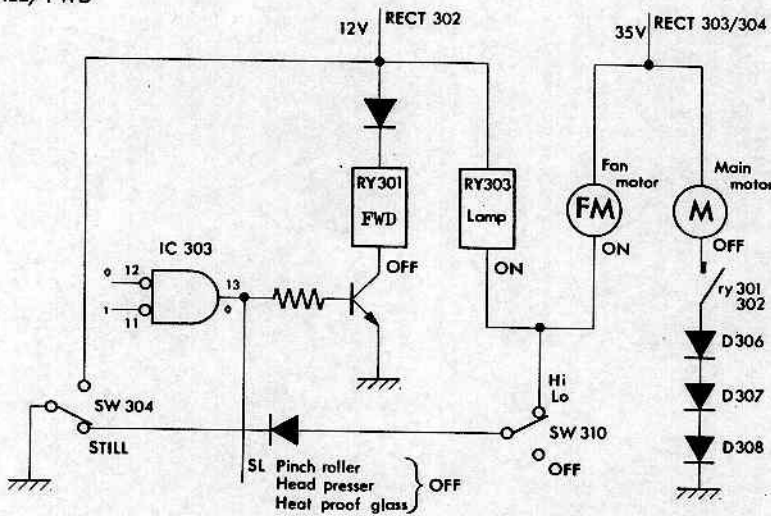 RECT 302
12V
RECT 303/304
35V
RY301
FWD
RY303
Lamp
Fan
motor
FM
Main
motor
M
IC 303
0
12
13
1
11
0
OFF
ON
ON
OFF
ry 301
302
D306
D307
D308
Hi
Lo
SW 304
STILL
SW 310
OFF
SL Pinch roller
Head presser
Heat proof glass
OFF